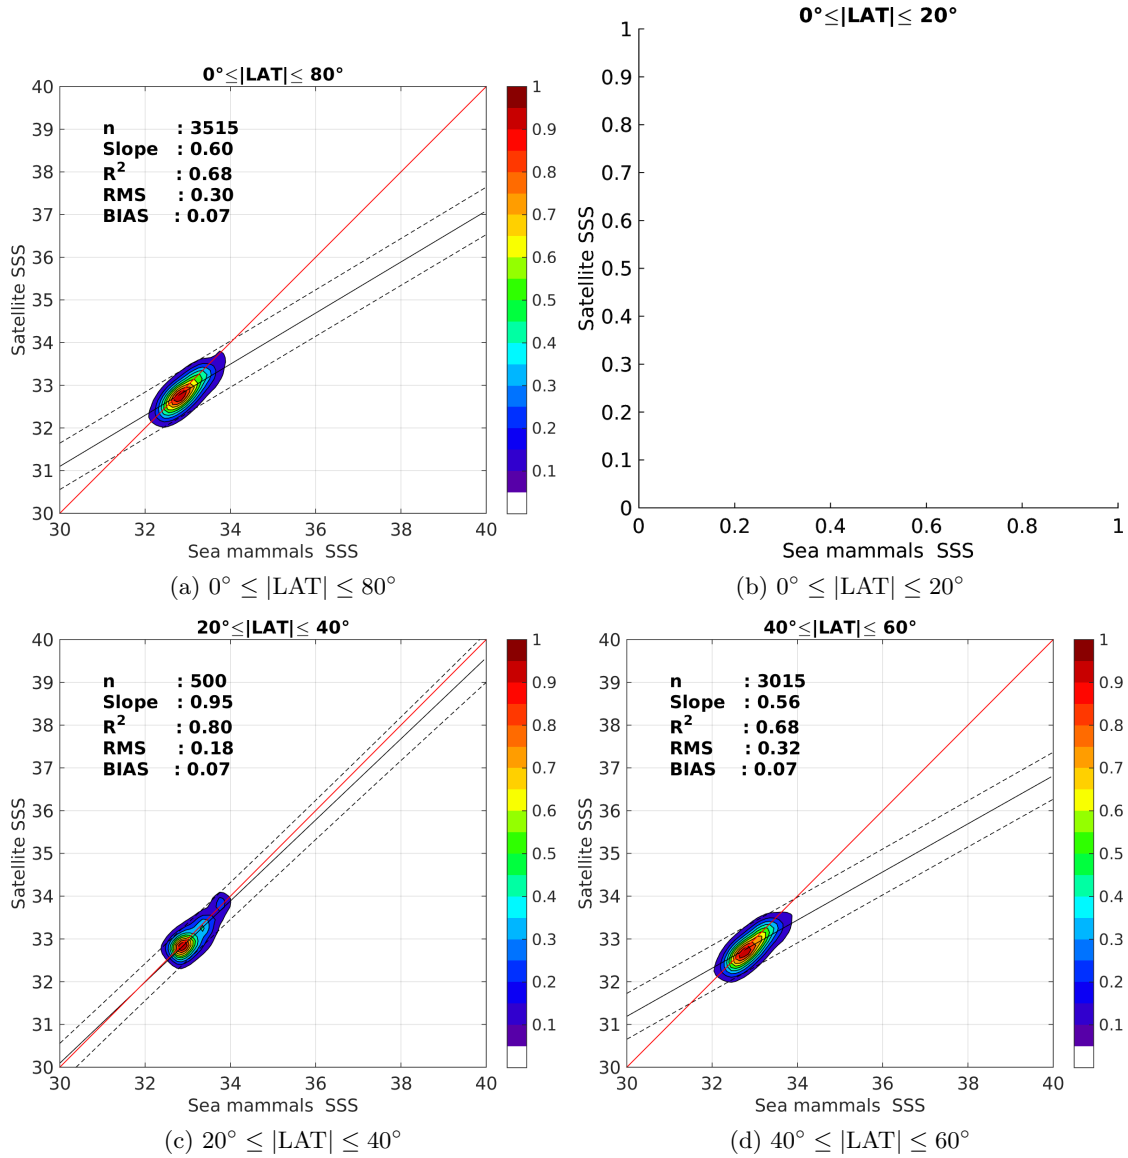 0°≤|LAT|≤ 80°
n : 3515
Slope : 0.60
R² : 0.68
RMS : 0.30
BIAS : 0.07
40
39
38
37
36
35
34
33
32
31
30
30 32 34 36 38 40
Satellite SSS
Sea mammals SSS
1
0.9
0.8
0.7
0.6
0.5
0.4
0.3
0.2
0.1
(a) 0° ≤ |LAT| ≤ 80°
0°≤|LAT|≤ 20°
1
0.9
0.8
0.7
0.6
0.5
0.4
0.3
0.2
0.1
0
0 0.2 0.4 0.6 0.8 1
Satellite SSS
Sea mammals SSS
(b) 0° ≤ |LAT| ≤ 20°
20°≤|LAT|≤ 40°
n : 500
Slope : 0.95
R² : 0.80
RMS : 0.18
BIAS : 0.07
40
39
38
37
36
35
34
33
32
31
30
30 32 34 36 38 40
Satellite SSS
Sea mammals SSS
1
0.9
0.8
0.7
0.6
0.5
0.4
0.3
0.2
0.1
(c) 20° ≤ |LAT| ≤ 40°
40°≤|LAT|≤ 60°
n : 3015
Slope : 0.56
R² : 0.68
RMS : 0.32
BIAS : 0.07
40
39
38
37
36
35
34
33
32
31
30
30 32 34 36 38 40
Satellite SSS
Sea mammals SSS
1
0.9
0.8
0.7
0.6
0.5
0.4
0.3
0.2
0.1
(d) 40° ≤ |LAT| ≤ 60°